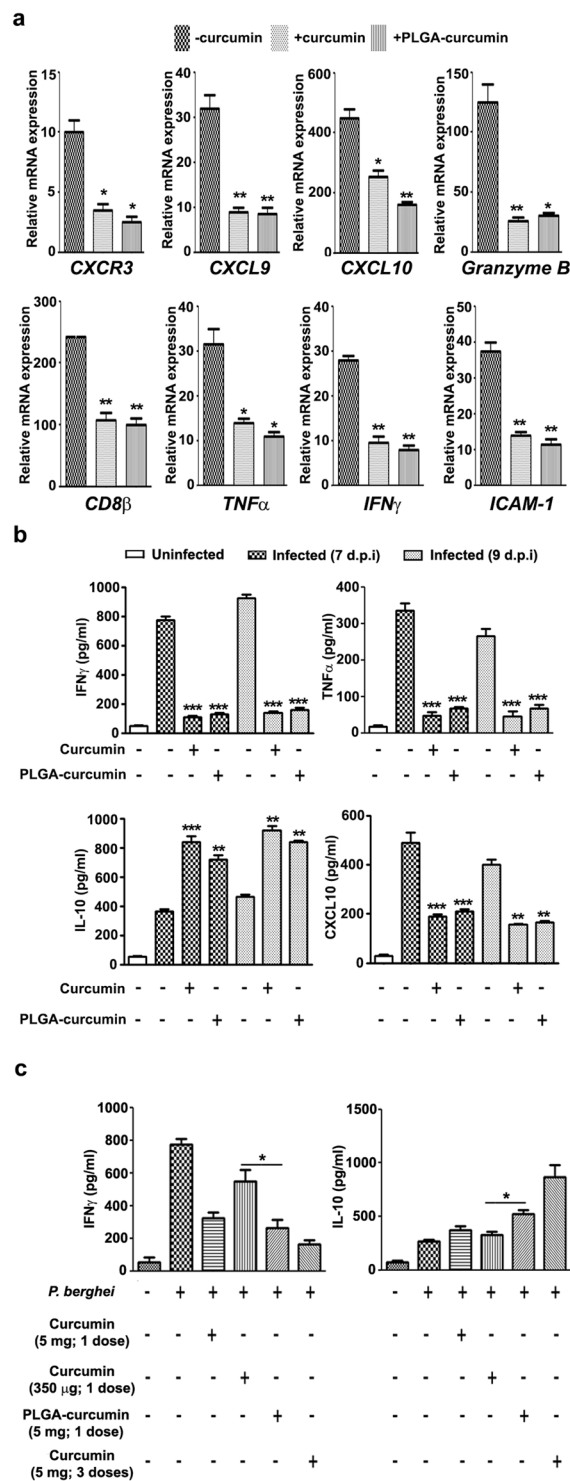 a
-curcumin +curcumin +PLGA-curcumin
Relative mRNA expression
15
10
5
0
*
*
CXCR3
Relative mRNA expression
40
30
20
10
0
**
**
CXCL9
Relative mRNA expression
600
400
200
0
*
**
CXCL10
Relative mRNA expression
150
100
50
0
**
*
Granzyme B
Relative mRNA expression
300
200
100
0
**
**
CD8β
Relative mRNA expression
40
30
20
10
0
*
*
TNFα
Relative mRNA expression
40
30
20
10
0
**
**
IFNγ
Relative mRNA expression
50
40
30
20
10
0
**
**
ICAM-1
b
Uninfected Infected (7 d.p.i) Infected (9 d.p.i)
IFNγ (pg/ml)
1000
800
600
400
200
0
*** *** *** ***
TNFα (pg/ml)
400
300
200
100
0
*** *** *** ***
Curcumin - - + - - + - - - + - - + -
PLGA-curcumin - - - + - - + - - - + - - +
IL-10 (pg/ml)
1000
800
600
400
200
0
*** ** ** **
CXCL10 (pg/ml)
600
400
200
0
*** *** ** **
Curcumin - - + - - + - - - + - - + -
PLGA-curcumin - - - + - - + - - - + - - +
c
IFNγ (pg/ml)
1000
800
600
400
200
0
*
IL-10 (pg/ml)
1500
1000
500
0
*
P. berghei - + + + + + - + + + + +
Curcumin
(5 mg; 1 dose) - - + - - - - - + - - -
Curcumin
(350 μg; 1 dose) - - - + - - - - - + - -
PLGA-curcumin
(5 mg; 1 dose) - - - - + - - - - - + -
Curcumin
(5 mg; 3 doses) - - - - - + - - - - - +